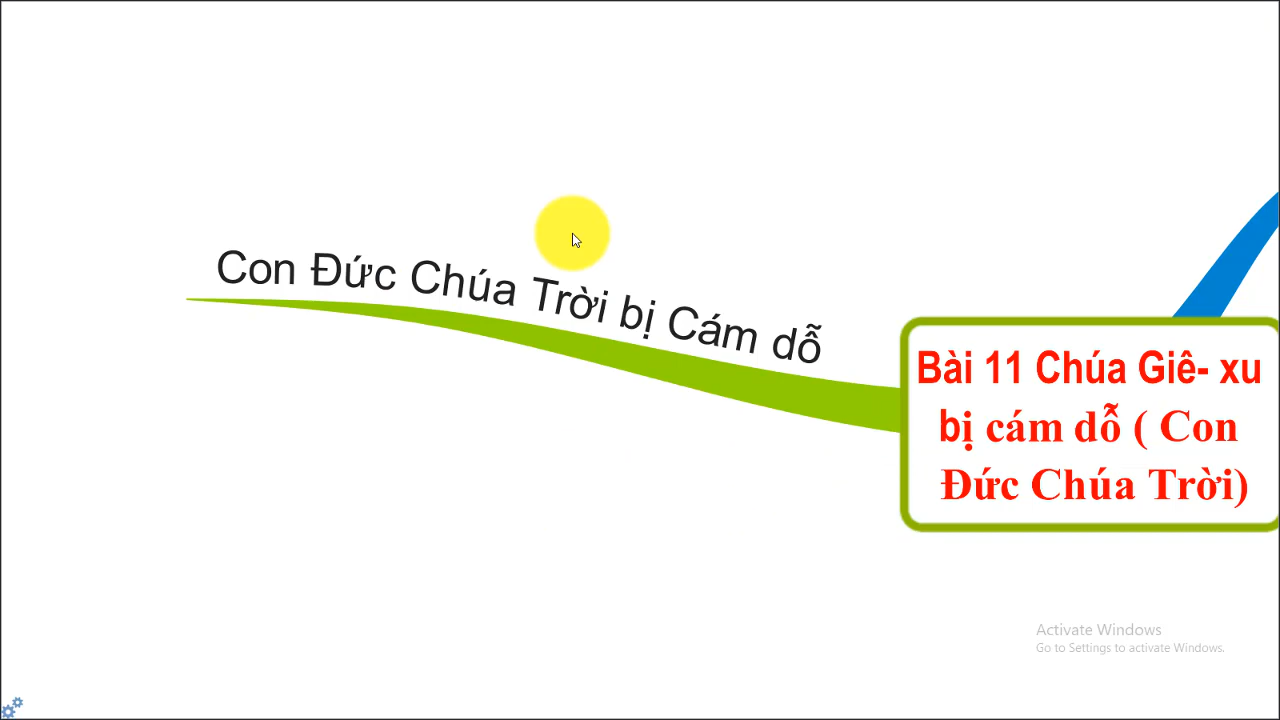 Con Đức Chúa Trời bị Cám dỗ
Bài 11 Chúa Giê- xu
bị cám dỗ ( Con
Đức Chúa Trời)
Activate Windows
Go to Settings to activate Windows.